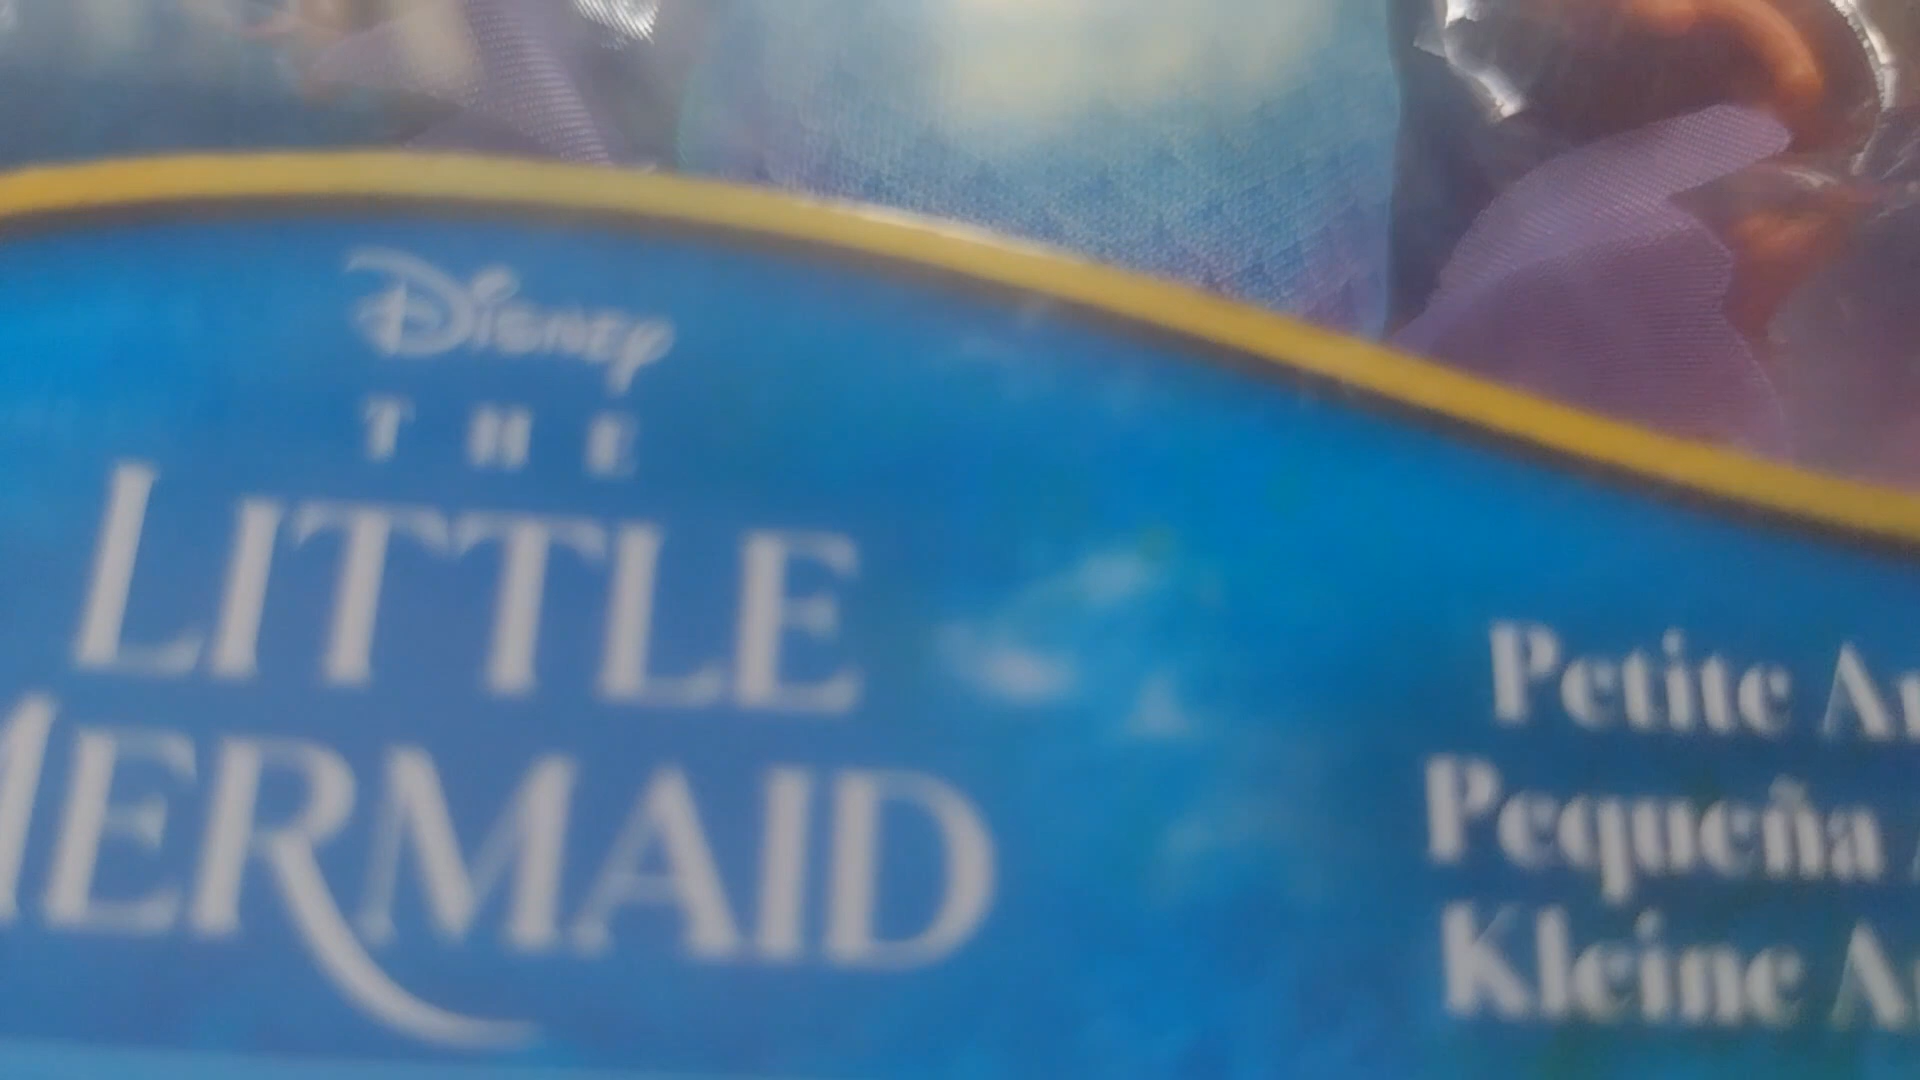 Disney
THE
LITTLE
MERMAID
Petite
Pequeña
Kleine